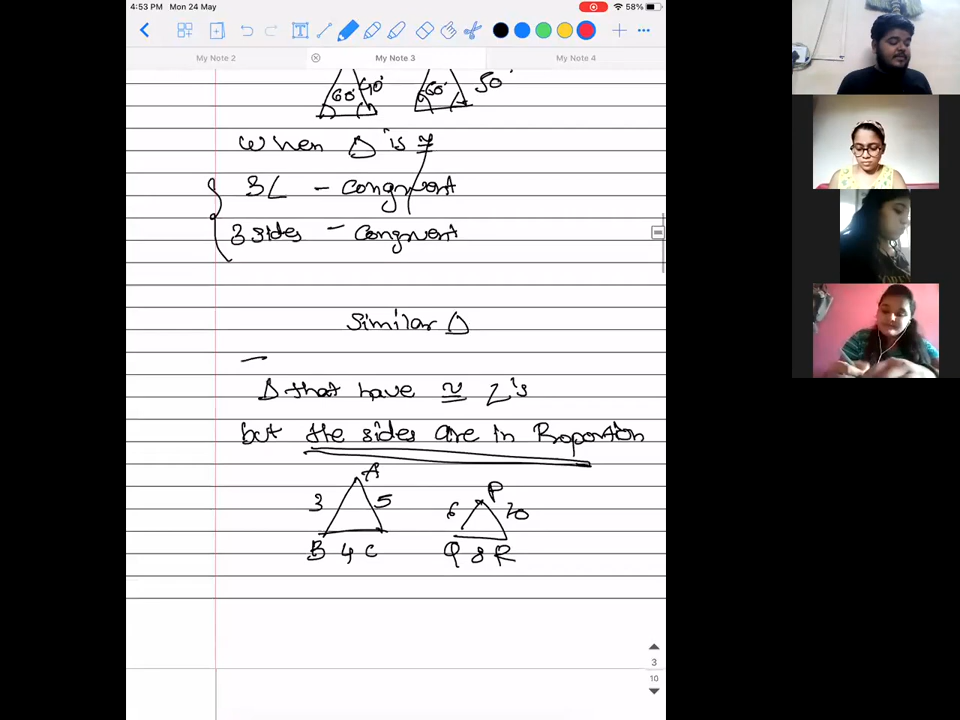 4:53 PM Mon 24 May
58%
My Note 2
My Note 3
My Note 4
60° 40° 60° 50°
When Δ is ≅
3∠ - congruent
3 sides - congruent
Similar Δ
Δ that have ≅ ∠'s
but the sides are in Proportion
A P
3 5 6 10
B 4 C Q 8 R
3
10